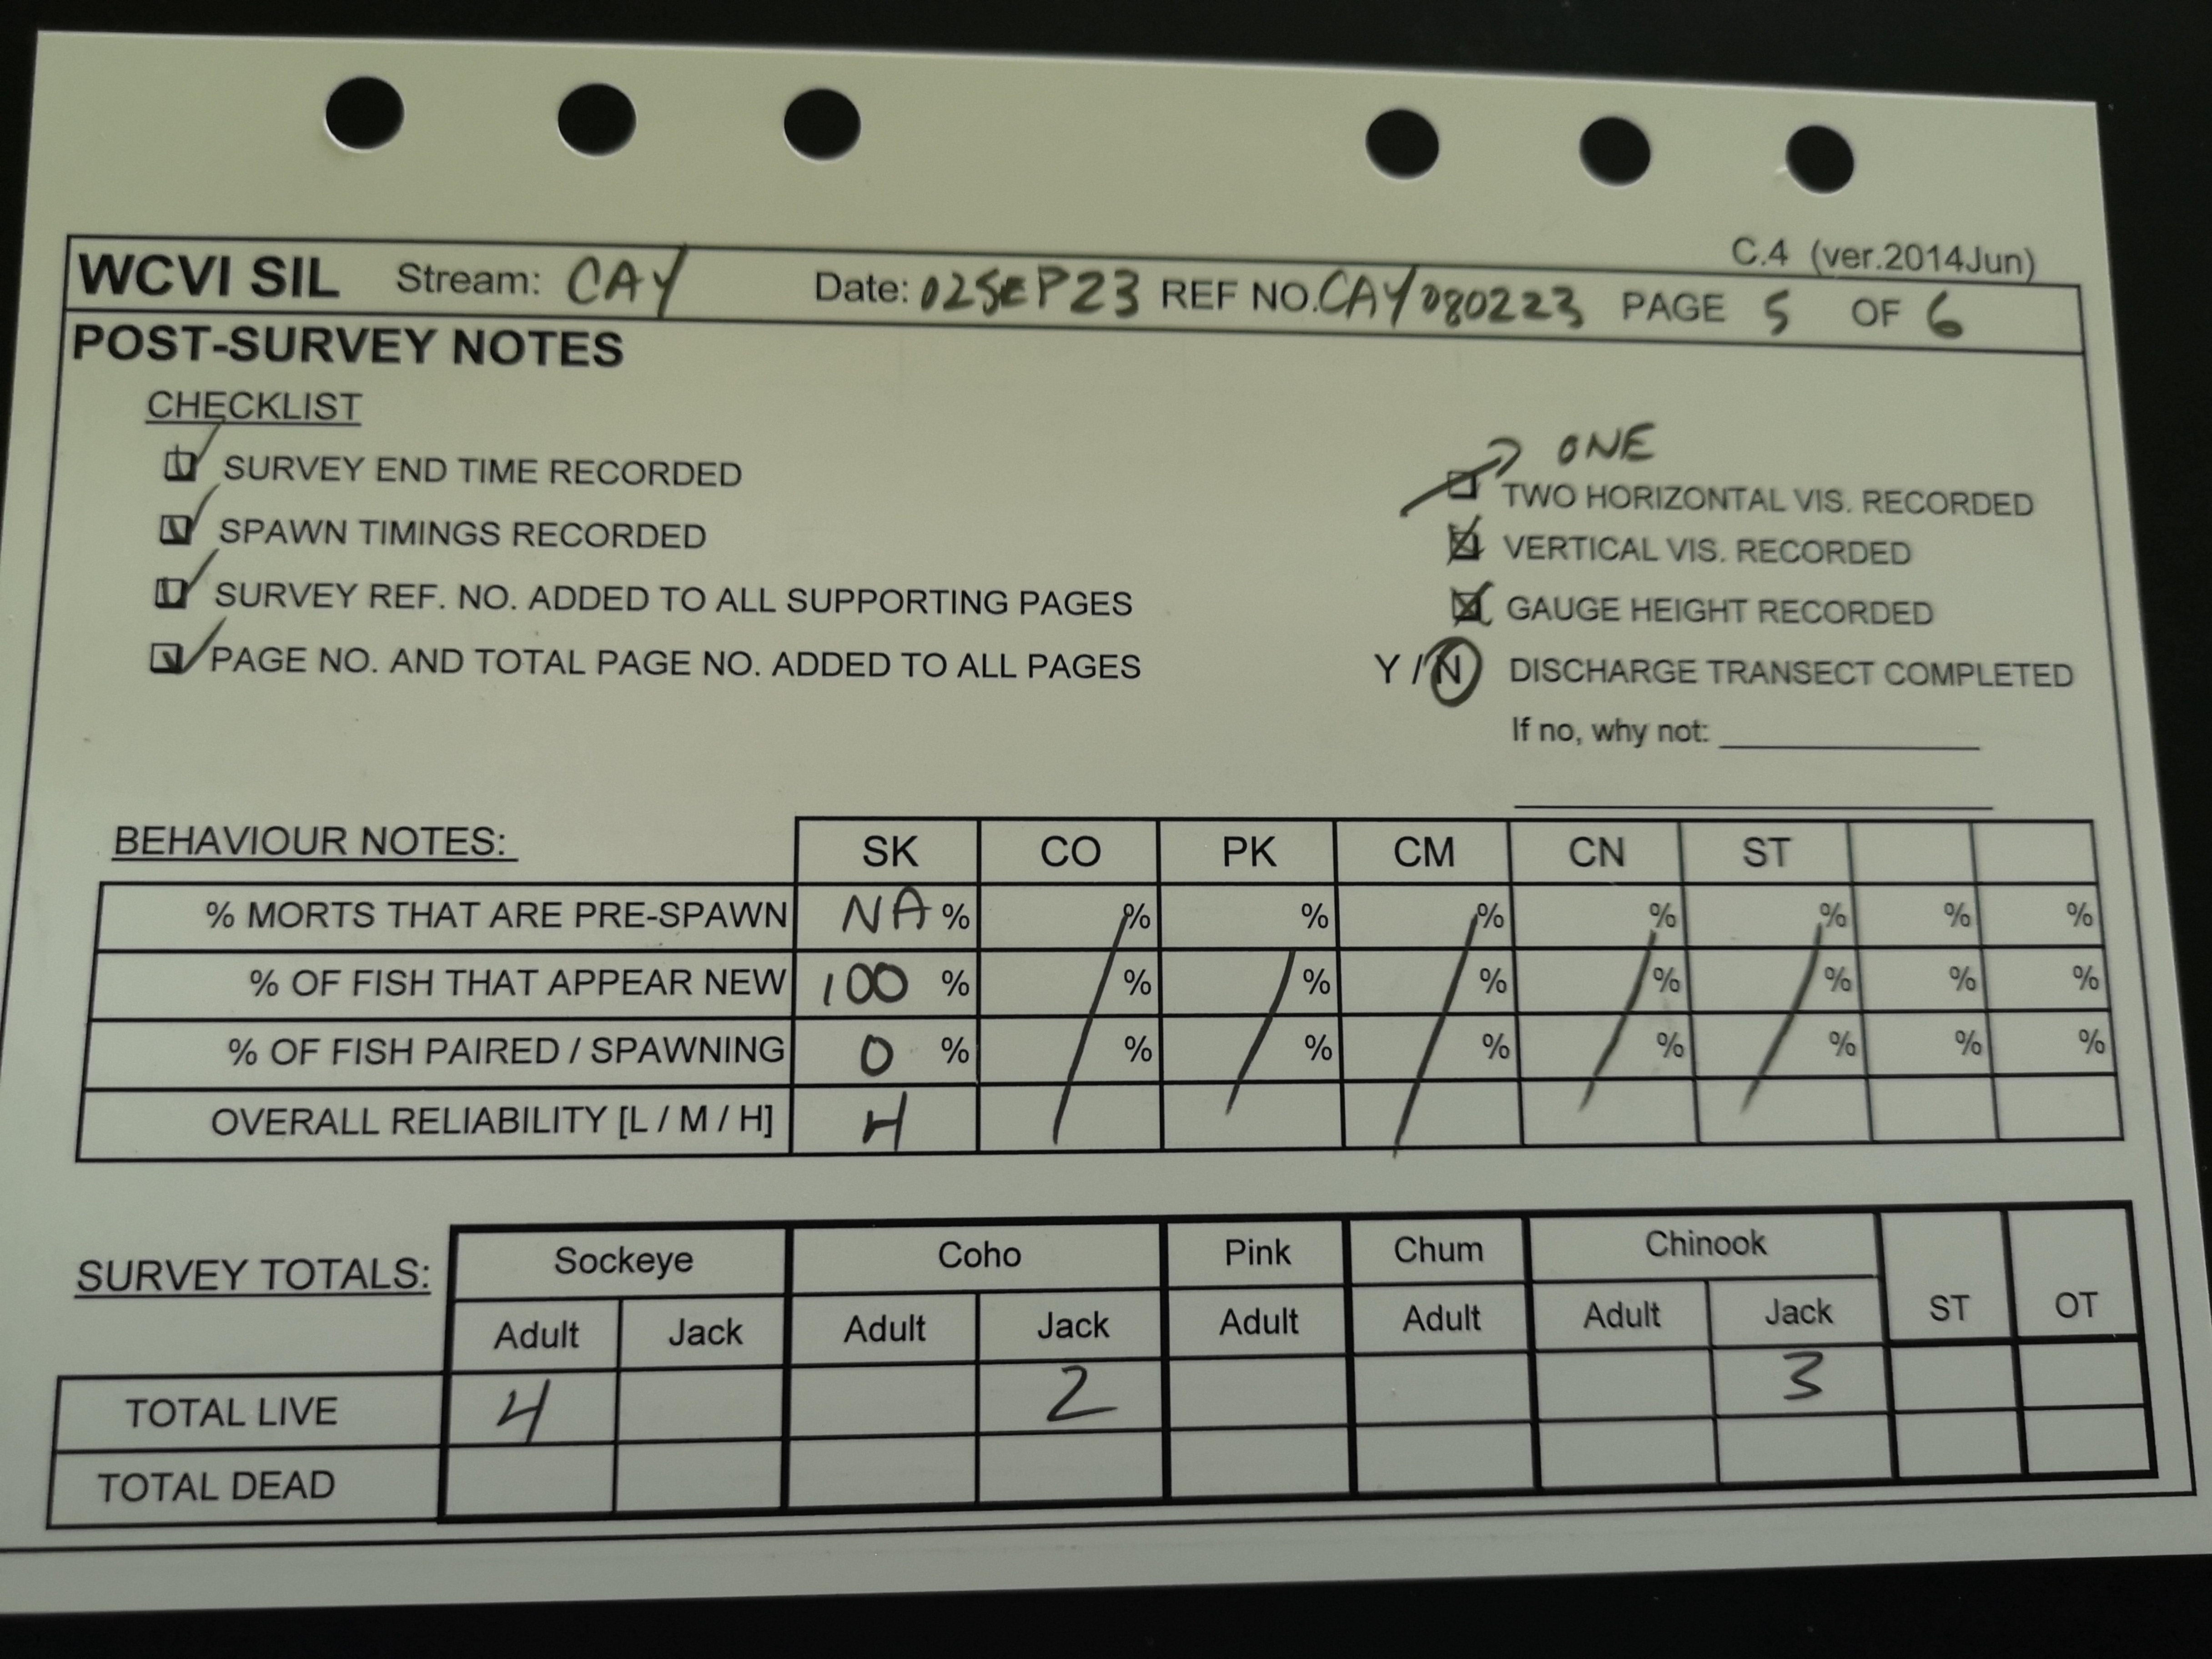 C.4 (ver.2014Jun)
WCVI SIL Stream: CAY Date: 02SEP23 REF NO. CAY080223 PAGE 5 OF 6
POST-SURVEY NOTES
CHECKLIST
SURVEY END TIME RECORDED
SPAWN TIMINGS RECORDED
SURVEY REF. NO. ADDED TO ALL SUPPORTING PAGES
PAGE NO. AND TOTAL PAGE NO. ADDED TO ALL PAGES
ONE
TWO HORIZONTAL VIS. RECORDED
VERTICAL VIS. RECORDED
GAUGE HEIGHT RECORDED
Y / N DISCHARGE TRANSECT COMPLETED
If no, why not:
BEHAVIOUR NOTES: SK CO PK CM CN ST
% MORTS THAT ARE PRE-SPAWN NA % % % % % % % %
% OF FISH THAT APPEAR NEW 100 % % % % % % % %
% OF FISH PAIRED / SPAWNING 0 % % % % % % % %
OVERALL RELIABILITY [L / M / H] H
SURVEY TOTALS: Sockeye Coho Pink Chum Chinook ST OT
Adult Jack Adult Jack Adult Adult Adult Jack
TOTAL LIVE 4 2 3
TOTAL DEAD